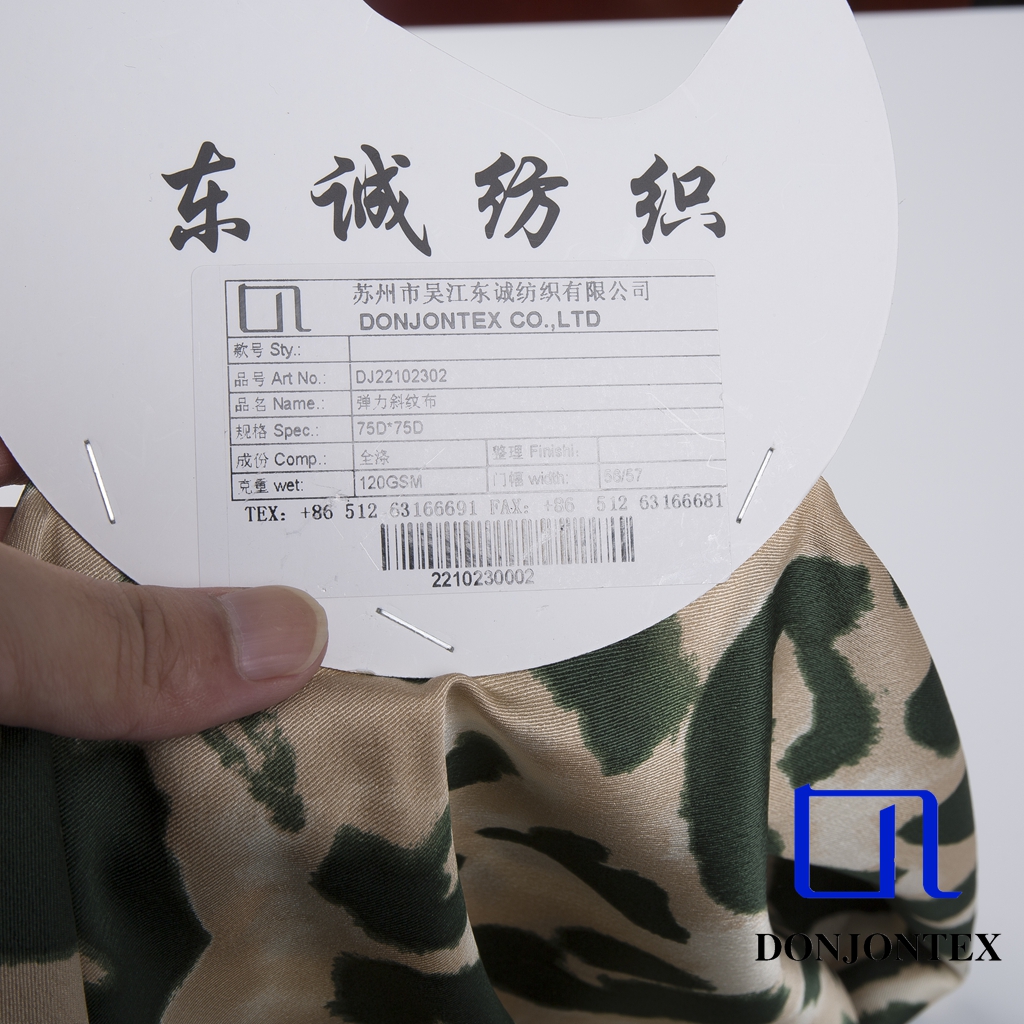 东诚纺织
苏州市吴江东诚纺织有限公司
DONJONTEX CO.,LTD
款号 Sty.:
品号 Art No.: DJ22102302
品名 Name.: 弹力斜纹布
规格 Spec.: 75D*75D
成份 Comp.: 全涤 整理 Finishi:
克重 wet: 120GSM 门幅 width: 56/57
TEX: +86 512 63166691 FAX: +86 512 63166681
2210230002
DONJONTEX